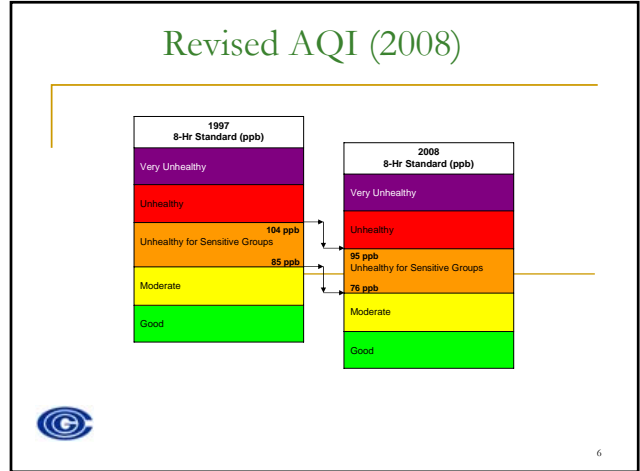 Revised AQI (2008)
1997
8-Hr Standard (ppb)
Very Unhealthy
Unhealthy
104 ppb
Unhealthy for Sensitive Groups
85 ppb
Moderate
Good
2008
8-Hr Standard (ppb)
Very Unhealthy
Unhealthy
95 ppb
Unhealthy for Sensitive Groups
76 ppb
Moderate
Good
6